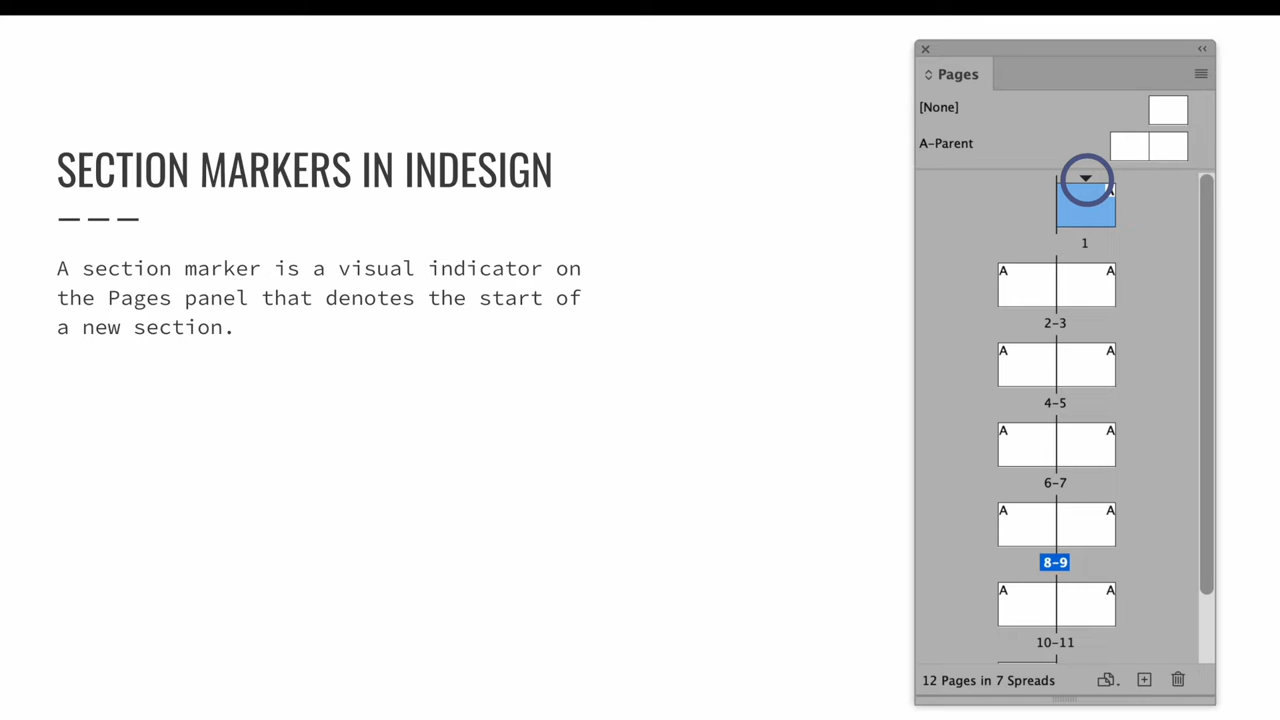 SECTION MARKERS IN INDESIGN
A section marker is a visual indicator on
the Pages panel that denotes the start of
a new section.
Pages
[None]
A-Parent
A
1
A A
2-3
A A
4-5
A A
6-7
A A
8-9
A A
10-11
12 Pages in 7 Spreads